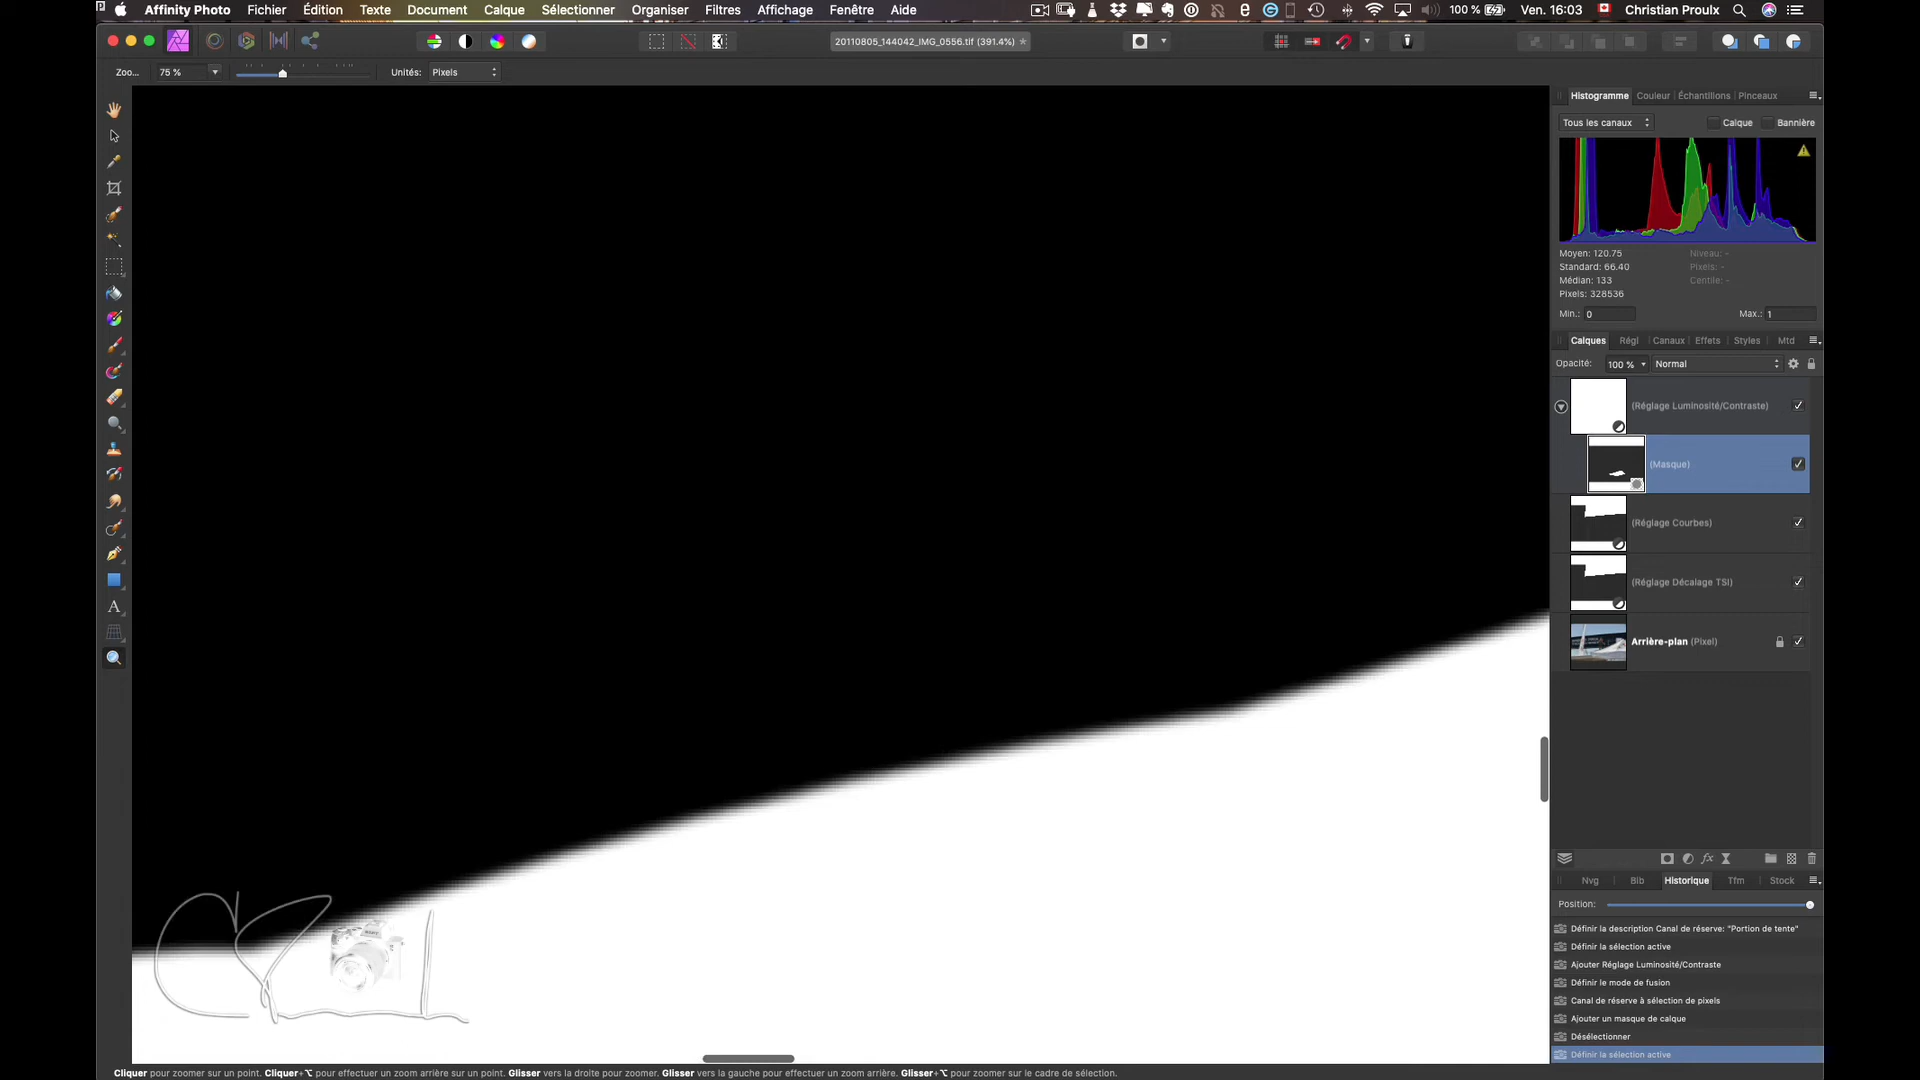 Affinity Photo Fichier Édition Texte Document Calque Sélectionner Organiser Filtres Affichage Fenêtre Aide 100 % Ven. 16:03 Christian Proulx
20110805_144042_IMG_0556.tif (391.4%)
Zoo... 75 % Unités: Pixels
Histogramme Couleur Échantillons Pinceaux
Tous les canaux Calque Bannière
Moyen: 120.75 Niveau: -
Standard: 66.40 Pixels: -
Médian: 133 Centile: -
Pixels: 328536
Min.: 0 Max.: 1
Calques Régl Canaux Effets Styles Mtd
Opacité: 100 % Normal
(Réglage Luminosité/Contraste)
(Masque)
(Réglage Courbes)
(Réglage Décalage TSI)
Arrière-plan (Pixel)
fx
Nvg Bib Historique Tfm Stock
Position:
Définir la description Canal de réserve: "Portion de tente"
Définir la sélection active
Ajouter Réglage Luminosité/Contraste
Définir le mode de fusion
Canal de réserve à sélection de pixels
Ajouter un masque de calque
Désélectionner
Définir la sélection active
Cliquer pour zoomer sur un point. Cliquer+⌥ pour effectuer un zoom arrière sur un point. Glisser vers la droite pour zoomer. Glisser vers la gauche pour effectuer un zoom arrière. Glisser+⌥ pour zoomer sur le cadre de sélection.